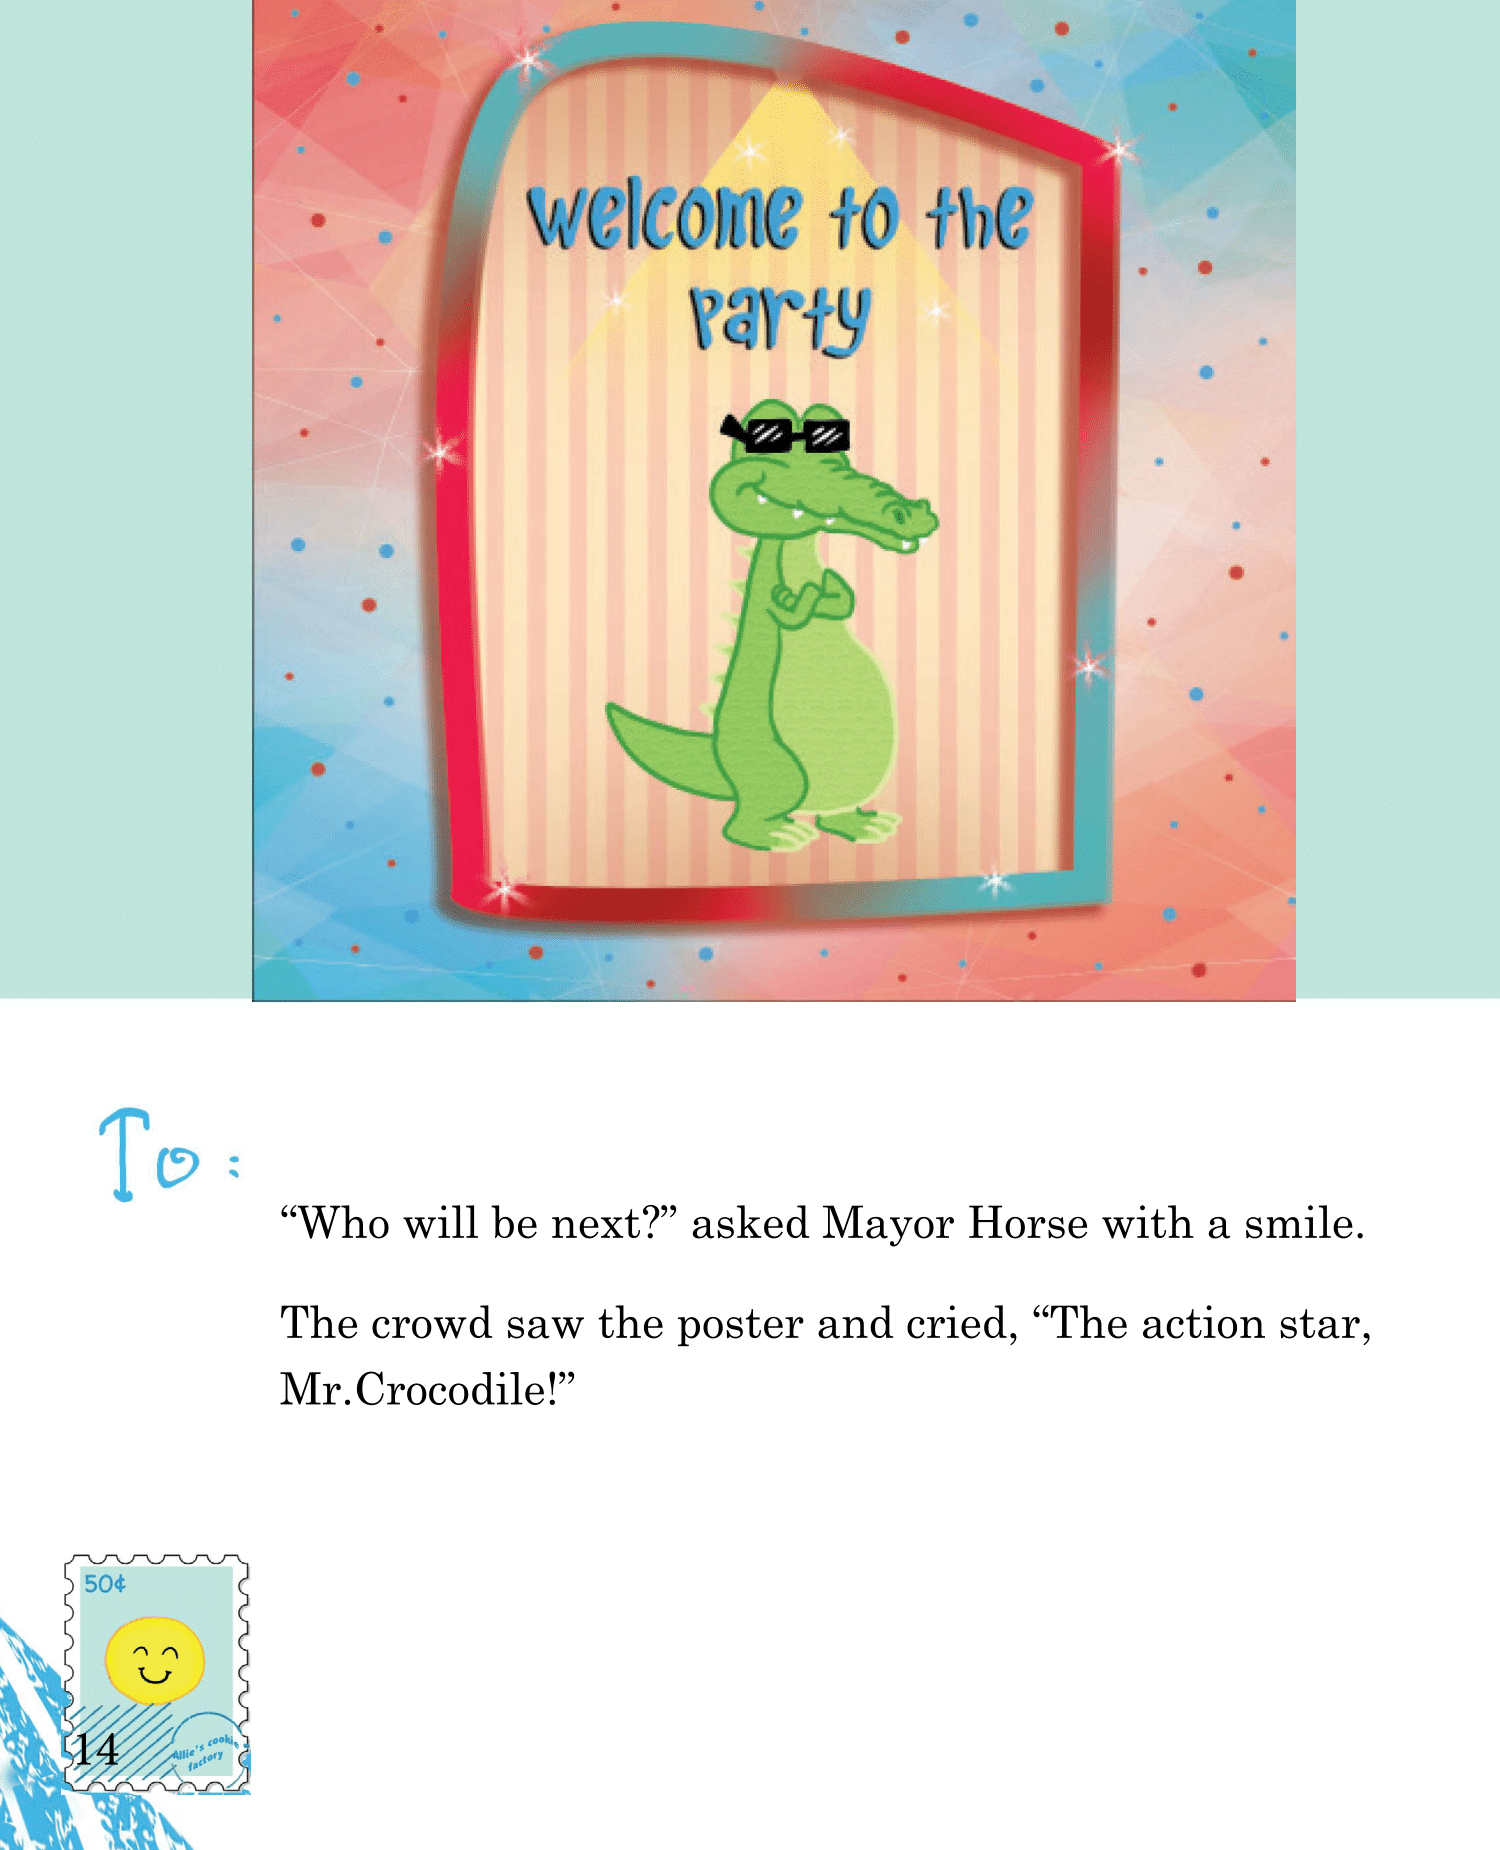 welcome to the
party
To:
“Who will be next?” asked Mayor Horse with a smile.
The crowd saw the poster and cried, “The action star,
Mr.Crocodile!”
50¢
14
Allie's cookie
factory